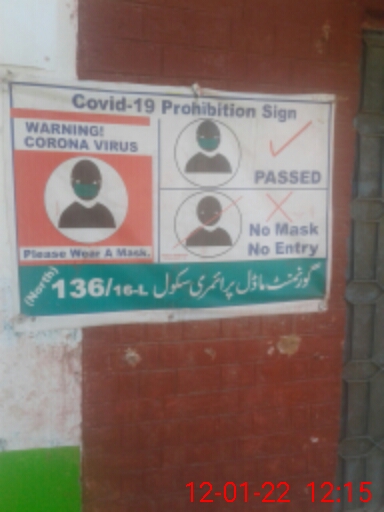 Covid-19 Prohibition Sign
WARNING!
CORONA VIRUS
Please Wear A Mask.
PASSED
No Mask
No Entry
گورنمنٹ ماڈل پرائمری سکول 136/16-L (North)
12-01-22 12:15